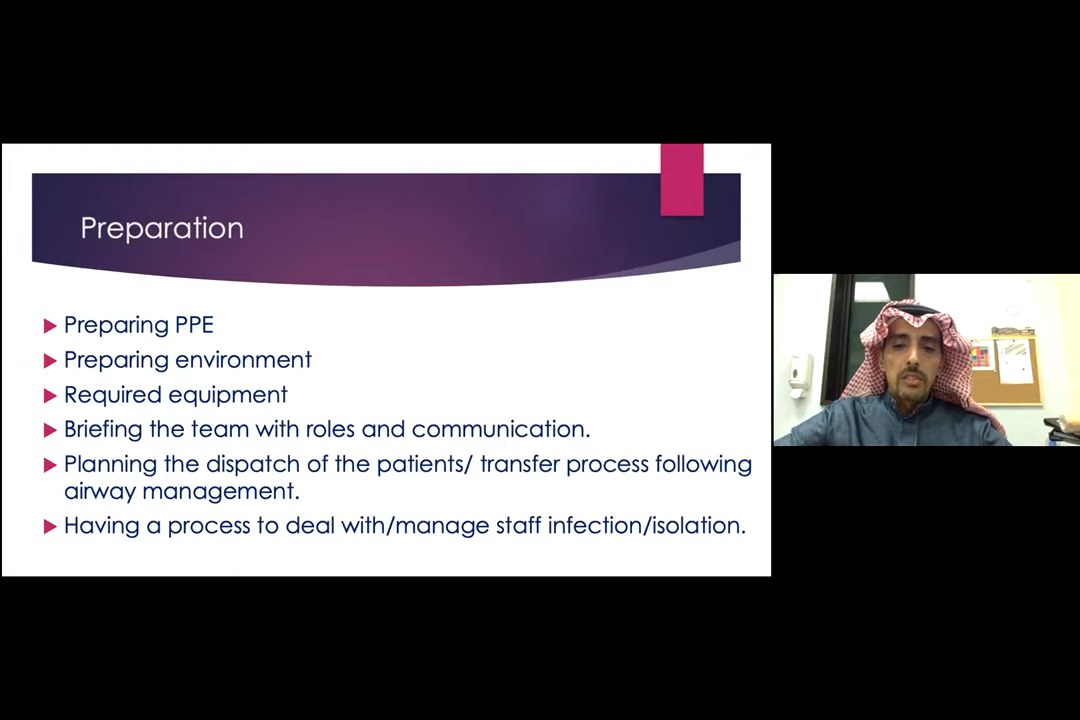 Preparation
Preparing PPE
Preparing environment
Required equipment
Briefing the team with roles and communication.
Planning the dispatch of the patients/ transfer process following
airway management.
Having a process to deal with/manage staff infection/isolation.